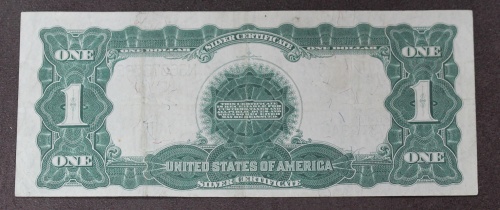 SILVER CERTIFICATE
ONE ONE DOLLAR ONE DOLLAR ONE
1 1
ONE ONE
UNITED STATES OF AMERICA
SILVER CERTIFICATE